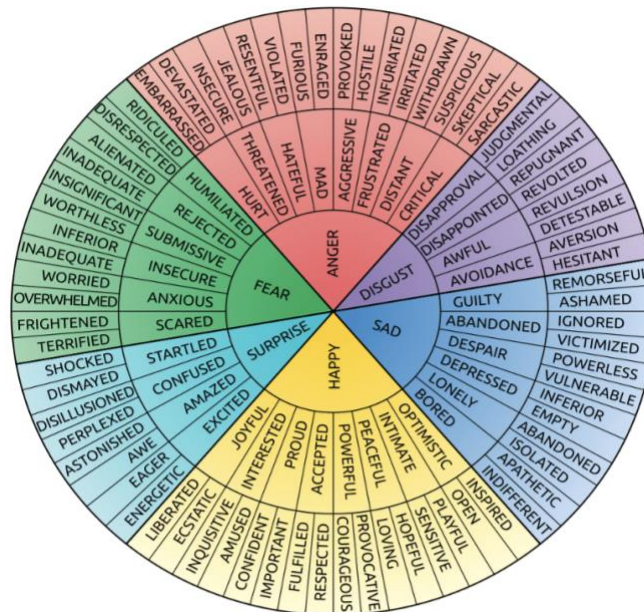 ANGER
HURT
THREATENED
HATEFUL
MAD
AGGRESSIVE
FRUSTRATED
DISTANT
CRITICAL
EMBARRASSED
DEVASTATED
INSECURE
JEALOUS
RESENTFUL
VIOLATED
FURIOUS
ENRAGED
PROVOKED
HOSTILE
INFURIATED
IRRITATED
WITHDRAWN
SUSPICIOUS
SKEPTICAL
SARCASTIC
DISGUST
DISAPPROVAL
DISAPPOINTED
AWFUL
AVOIDANCE
JUDGMENTAL
LOATHING
REPUGNANT
REVOLTED
REVULSION
DETESTABLE
AVERSION
HESITANT
SAD
GUILTY
ABANDONED
DESPAIR
DEPRESSED
LONELY
BORED
REMORSEFUL
ASHAMED
IGNORED
VICTIMIZED
POWERLESS
VULNERABLE
INFERIOR
EMPTY
ABANDONED
ISOLATED
APATHETIC
INDIFFERENT
HAPPY
OPTIMISTIC
INTIMATE
PEACEFUL
POWERFUL
ACCEPTED
PROUD
INTERESTED
JOYFUL
INSPIRED
OPEN
PLAYFUL
SENSITIVE
HOPEFUL
LOVING
PROVOCATIVE
COURAGEOUS
RESPECTED
FULFILLED
IMPORTANT
CONFIDENT
AMUSED
INQUISITIVE
ECSTATIC
LIBERATED
SURPRISE
EXCITED
AMAZED
CONFUSED
STARTLED
ENERGETIC
EAGER
AWE
ASTONISHED
PERPLEXED
DISILLUSIONED
DISMAYED
SHOCKED
FEAR
SCARED
ANXIOUS
INSECURE
SUBMISSIVE
REJECTED
HUMILIATED
TERRIFIED
FRIGHTENED
OVERWHELMED
WORRIED
INADEQUATE
INFERIOR
WORTHLESS
INSIGNIFICANT
INADEQUATE
ALIENATED
DISRESPECTED
RIDICULED